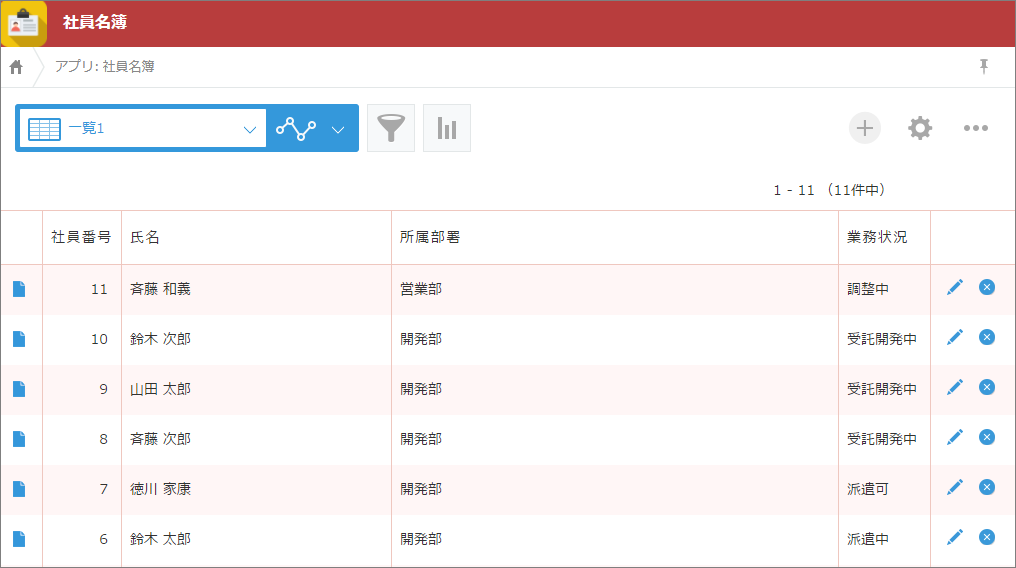 社員名簿
アプリ: 社員名簿
一覧1
1 - 11 （11件中）
社員番号 氏名 所属部署 業務状況
11 斉藤 和義 営業部 調整中
10 鈴木 次郎 開発部 受託開発中
9 山田 太郎 開発部 受託開発中
8 斉藤 次郎 開発部 受託開発中
7 徳川 家康 開発部 派遣可
6 鈴木 太郎 開発部 派遣中